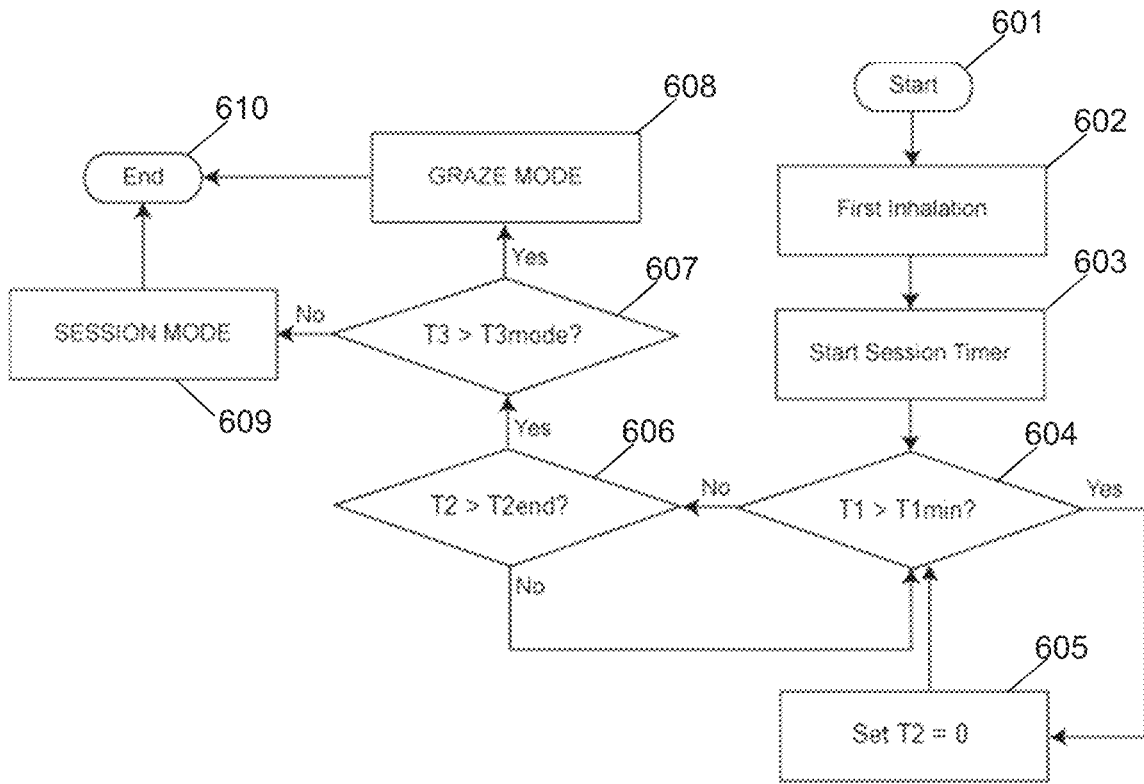 601
Start
602
First Inhalation
603
Start Session Timer
604
T1 > T1min?
Yes
No
605
Set T2 = 0
606
T2 > T2end?
No
Yes
607
T3 > T3mode?
Yes
No
608
GRAZE MODE
609
SESSION MODE
610
End